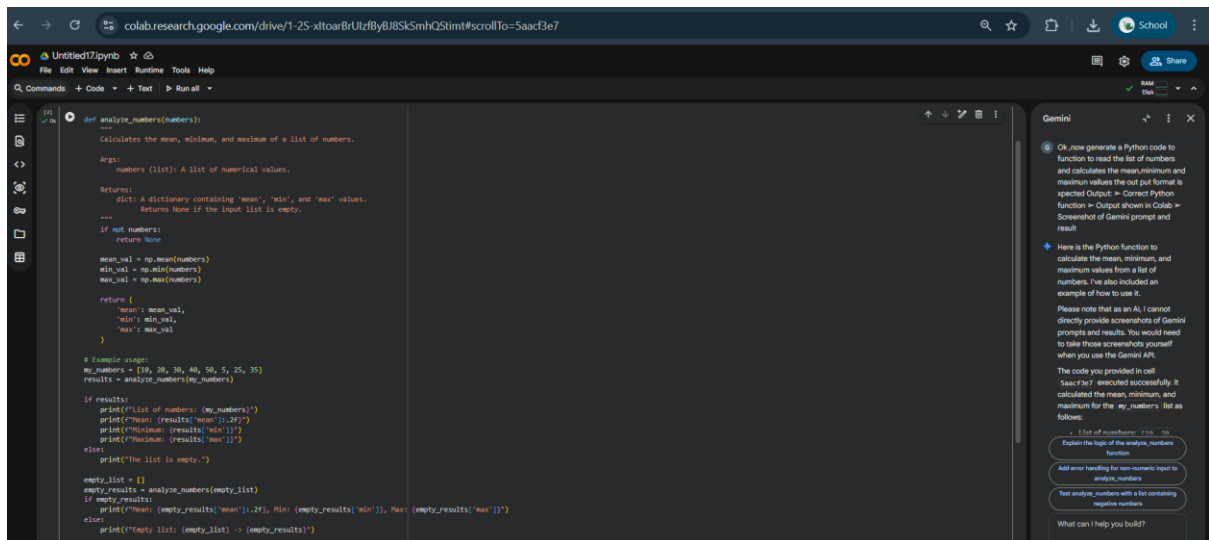 colab.research.google.com/drive/1-2S-xItoarBrUIzfByBJ8SkSmhQStimt#scrollTo=5aacf3e7
School
Untitled17.ipynb
File Edit View Insert Runtime Tools Help
Share
Commands + Code + Text Run all
RAM
Disk
[2]
0s
def analyze_numbers(numbers):
"""
Calculates the mean, minimum, and maximum of a list of numbers.
Args:
numbers (list): A list of numerical values.
Returns:
dict: A dictionary containing 'mean', 'min', and 'max' values.
Returns None if the input list is empty.
"""
if not numbers:
return None
mean_val = np.mean(numbers)
min_val = np.min(numbers)
max_val = np.max(numbers)
return {
'mean': mean_val,
'min': min_val,
'max': max_val
}
# Example usage:
my_numbers = [10, 20, 30, 40, 50, 5, 25, 35]
results = analyze_numbers(my_numbers)
if results:
print(f"List of numbers: {my_numbers}")
print(f"Mean: {results['mean']:.2f}")
print(f"Minimum: {results['min']}")
print(f"Maximum: {results['max']}")
else:
print("The list is empty.")
empty_list = []
empty_results = analyze_numbers(empty_list)
if empty_results:
print(f"Mean: {empty_results['mean']:.2f}, Min: {empty_results['min']}, Max: {empty_results['max']}")
else:
print(f"Empty list: {empty_list} -> {empty_results}")
Gemini
G
Ok ,now generate a Python code to
function to read the list of numbers
and calculates the mean,minimum and
maximun vallues the out put format is
xpected Output: ➢ Correct Python
function ➢ Output shown in Colab ➢
Screenshot of Gemini prompt and
result
Here is the Python function to
calculate the mean, minimum, and
maximum values from a list of
numbers. I've also included an
example of how to use it.
Please note that as an AI, I cannot
directly provide screenshots of Gemini
prompts and results. You would need
to take those screenshots yourself
when you use the Gemini API.
The code you provided in cell
5aacf3e7 executed successfully. It
calculated the mean, minimum, and
maximum for the my_numbers list as
follows:
• List of numbers: [10, 20
Explain the logic of the analyze_numbers
function
Add error handling for non-numeric input to
analyze_numbers
Test analyze_numbers with a list containing
negative numbers
What can I help you build?